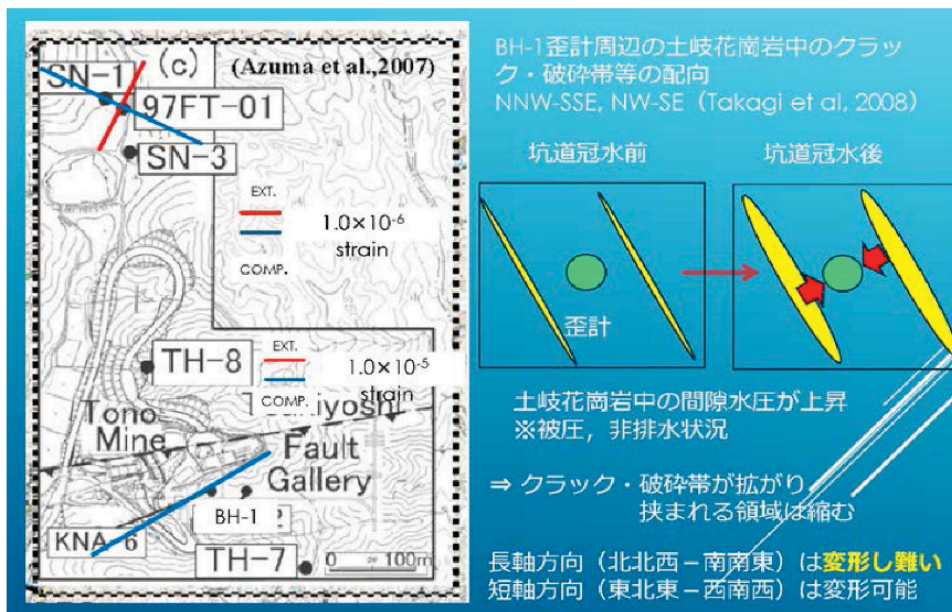 (c)
(Azuma et al.,2007)
SN-1
97FT-01
SN-3
EXT.
1.0×10-6
strain
COMP.
TH-8
EXT.
1.0×10-5
strain
COMP.
Tono
Mine
Fault
Gallery
BH-1
KNA-6
TH-7
0
100m
BH-1歪計周辺の土岐花崗岩中のクラッ
ク・破砕帯等の配向
NNW-SSE, NW-SE（Takagi et al, 2008）
坑道冠水前
坑道冠水後
歪計
土岐花崗岩中の間隙水圧が上昇
※被圧，非排水状況
⇒ クラック・破砕帯が拡がり
挟まれる領域は縮む
長軸方向（北北西－南南東）は変形し難い
短軸方向（東北東－西南西）は変形可能